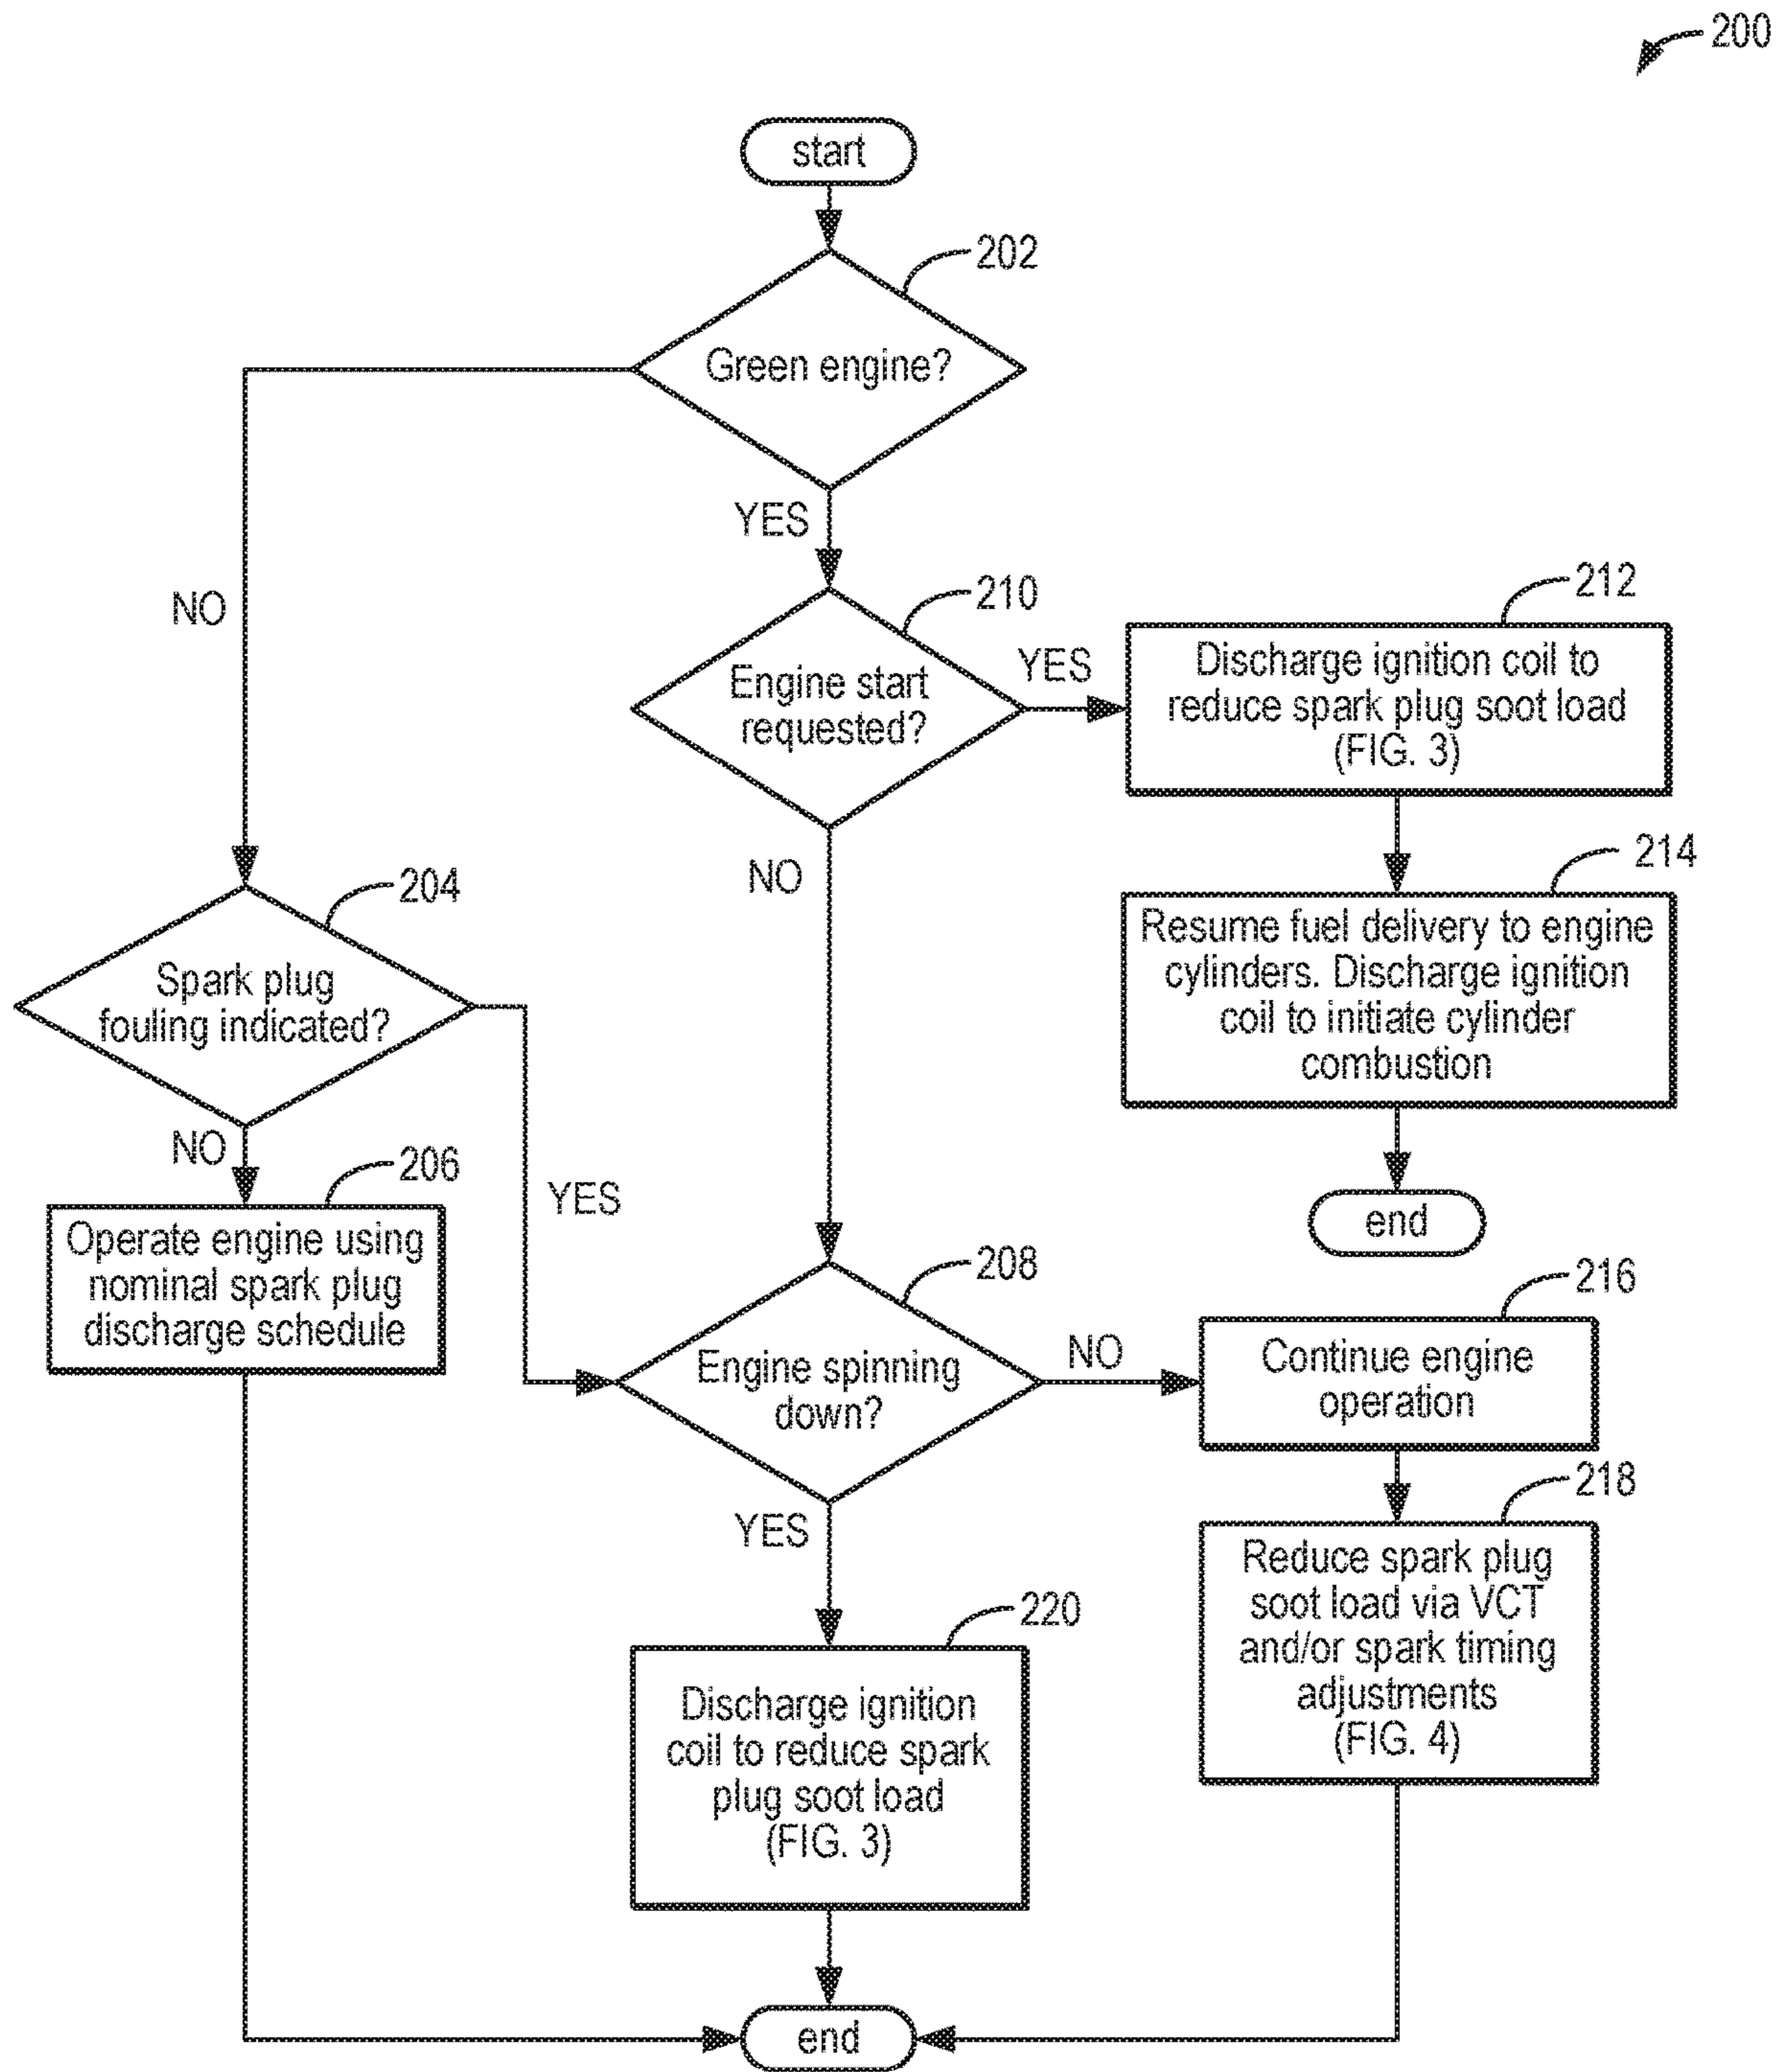 200
start
202
Green engine?
YES
NO
210
Engine start
requested?
YES
NO
212
Discharge ignition coil to
reduce spark plug soot load
(FIG. 3)
214
Resume fuel delivery to engine
cylinders. Discharge ignition
coil to initiate cylinder
combustion
end
204
Spark plug
fouling indicated?
NO
YES
206
Operate engine using
nominal spark plug
discharge schedule
208
Engine spinning
down?
NO
YES
216
Continue engine
operation
218
Reduce spark plug
soot load via VCT
and/or spark timing
adjustments
(FIG. 4)
220
Discharge ignition
coil to reduce spark
plug soot load
(FIG. 3)
end